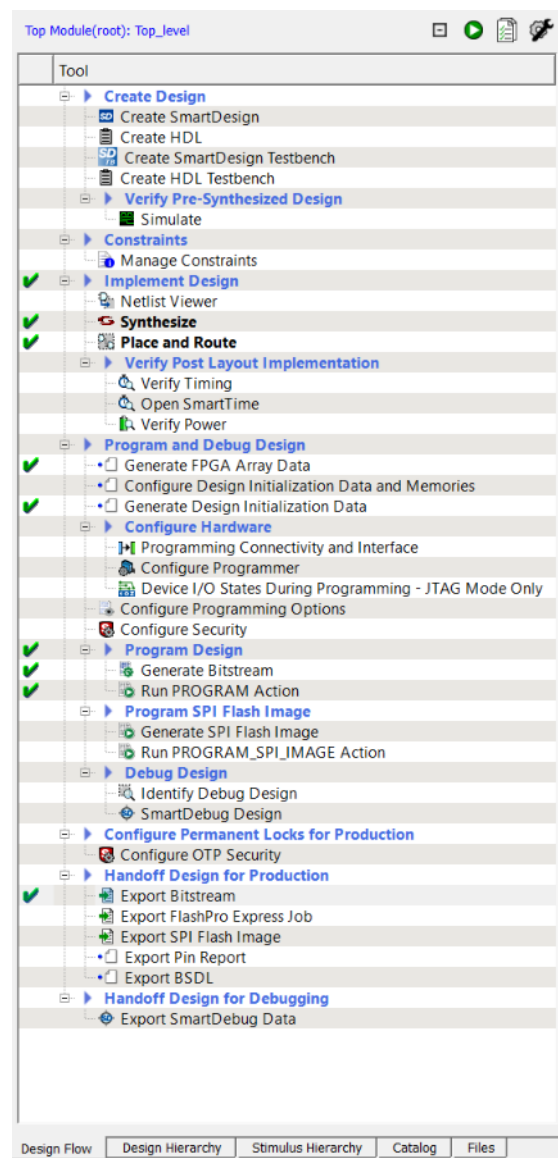 Top Module(root): Top_level
Tool
Create Design
Create SmartDesign
Create HDL
Create SmartDesign Testbench
Create HDL Testbench
Verify Pre-Synthesized Design
Simulate
Constraints
Manage Constraints
Implement Design
Netlist Viewer
Synthesize
Place and Route
Verify Post Layout Implementation
Verify Timing
Open SmartTime
Verify Power
Program and Debug Design
Generate FPGA Array Data
Configure Design Initialization Data and Memories
Generate Design Initialization Data
Configure Hardware
Programming Connectivity and Interface
Configure Programmer
Device I/O States During Programming - JTAG Mode Only
Configure Programming Options
Configure Security
Program Design
Generate Bitstream
Run PROGRAM Action
Program SPI Flash Image
Generate SPI Flash Image
Run PROGRAM_SPI_IMAGE Action
Debug Design
Identify Debug Design
SmartDebug Design
Configure Permanent Locks for Production
Configure OTP Security
Handoff Design for Production
Export Bitstream
Export FlashPro Express Job
Export SPI Flash Image
Export Pin Report
Export BSDL
Handoff Design for Debugging
Export SmartDebug Data
Design Flow Design Hierarchy Stimulus Hierarchy Catalog Files